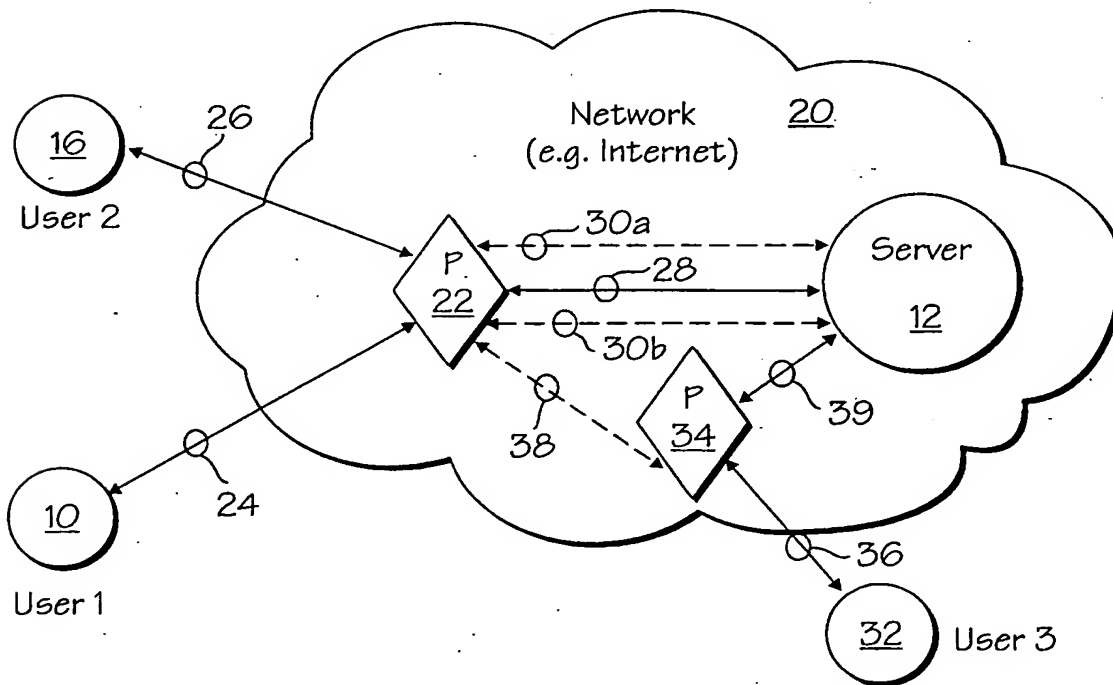 Network
20
(e.g. Internet)
26
16
User 2
30a
Server
P
28
22
12
30b
P
39
38
34
24
10
36
User 1
32
User 3